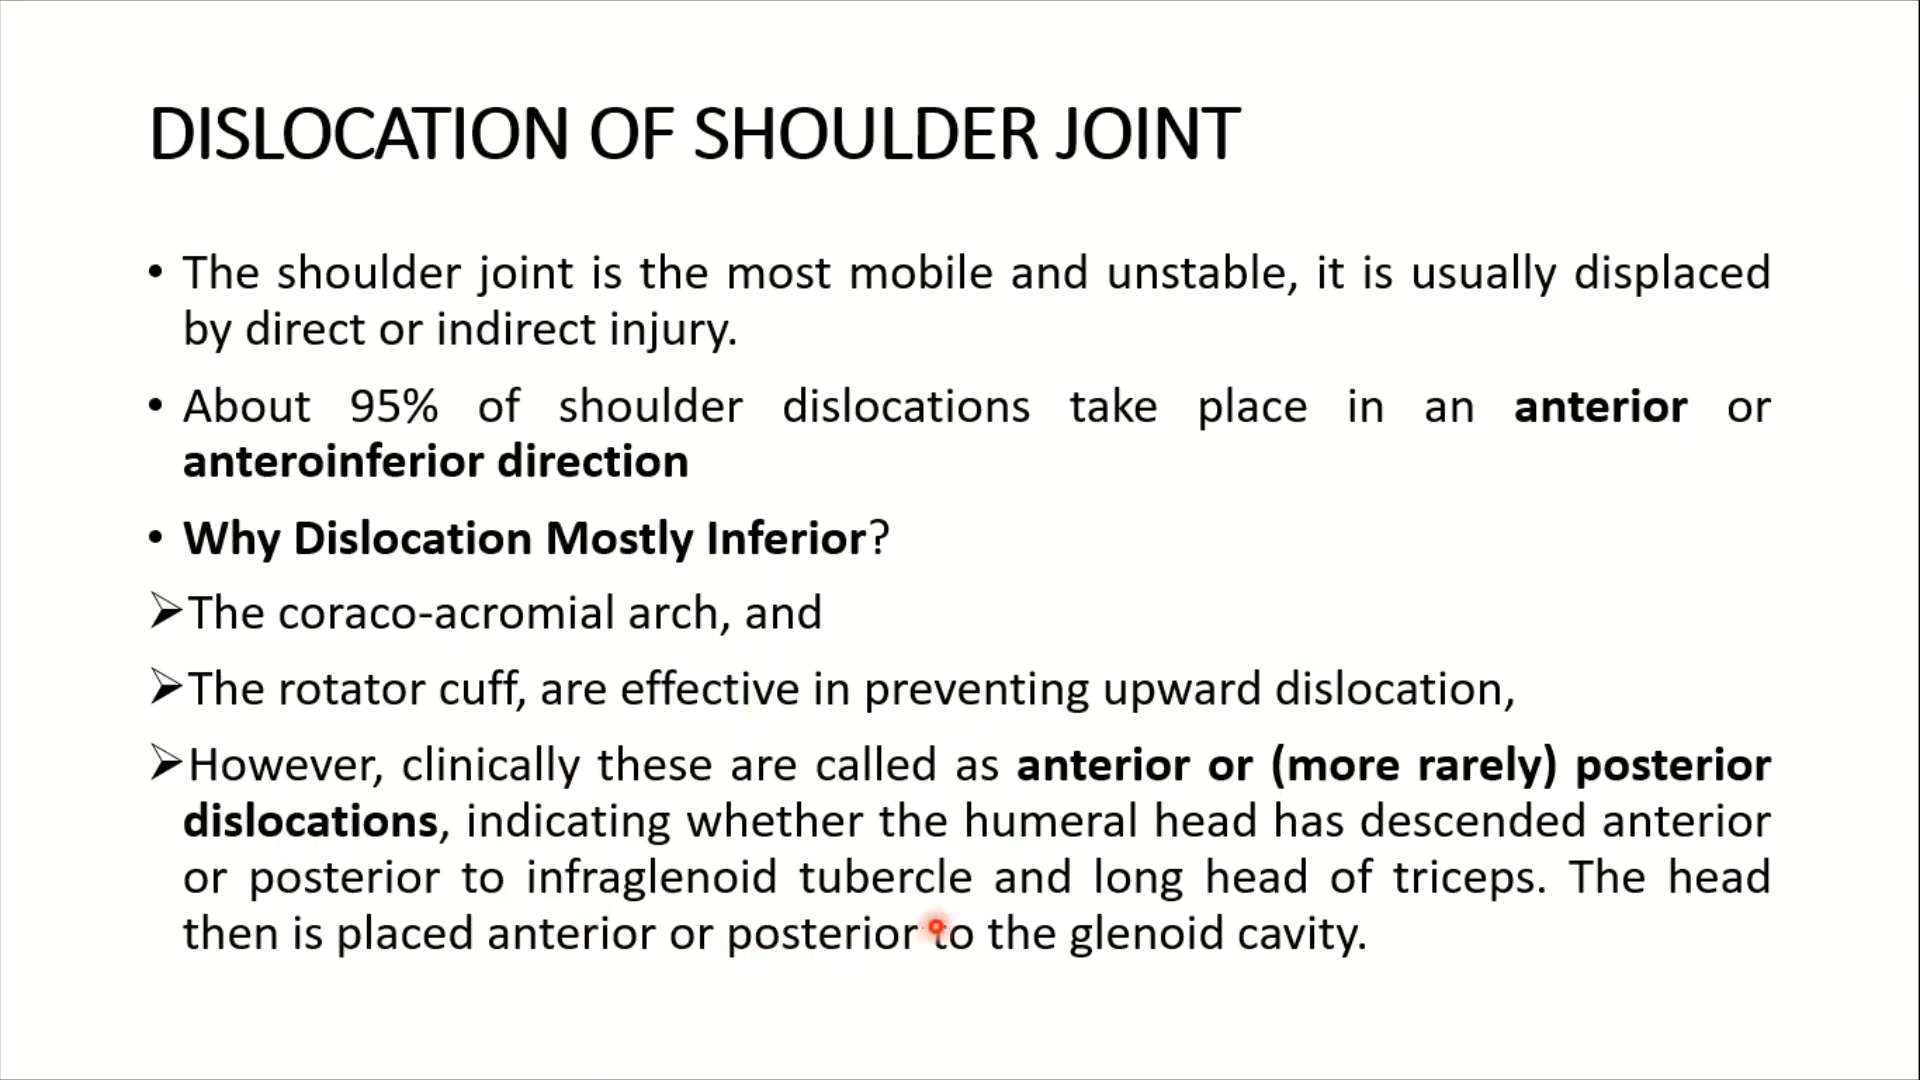 DISLOCATION OF SHOULDER JOINT
• The shoulder joint is the most mobile and unstable, it is usually displaced
by direct or indirect injury.
• About 95% of shoulder dislocations take place in an anterior or
anteroinferior direction
• Why Dislocation Mostly Inferior?
➢The coraco-acromial arch, and
➢The rotator cuff, are effective in preventing upward dislocation,
➢However, clinically these are called as anterior or (more rarely) posterior
dislocations, indicating whether the humeral head has descended anterior
or posterior to infraglenoid tubercle and long head of triceps. The head
then is placed anterior or posterior to the glenoid cavity.